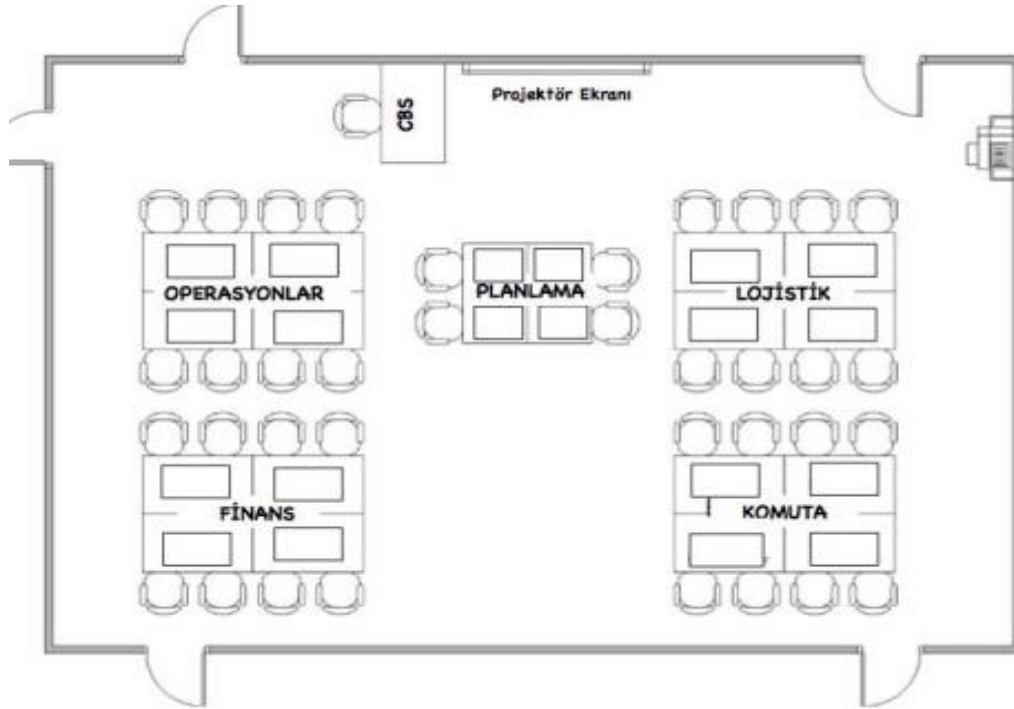 Projektör Ekranı
CBS
OPERASYONLAR
PLANLAMA
LOJİSTİK
FİNANS
KOMUTA